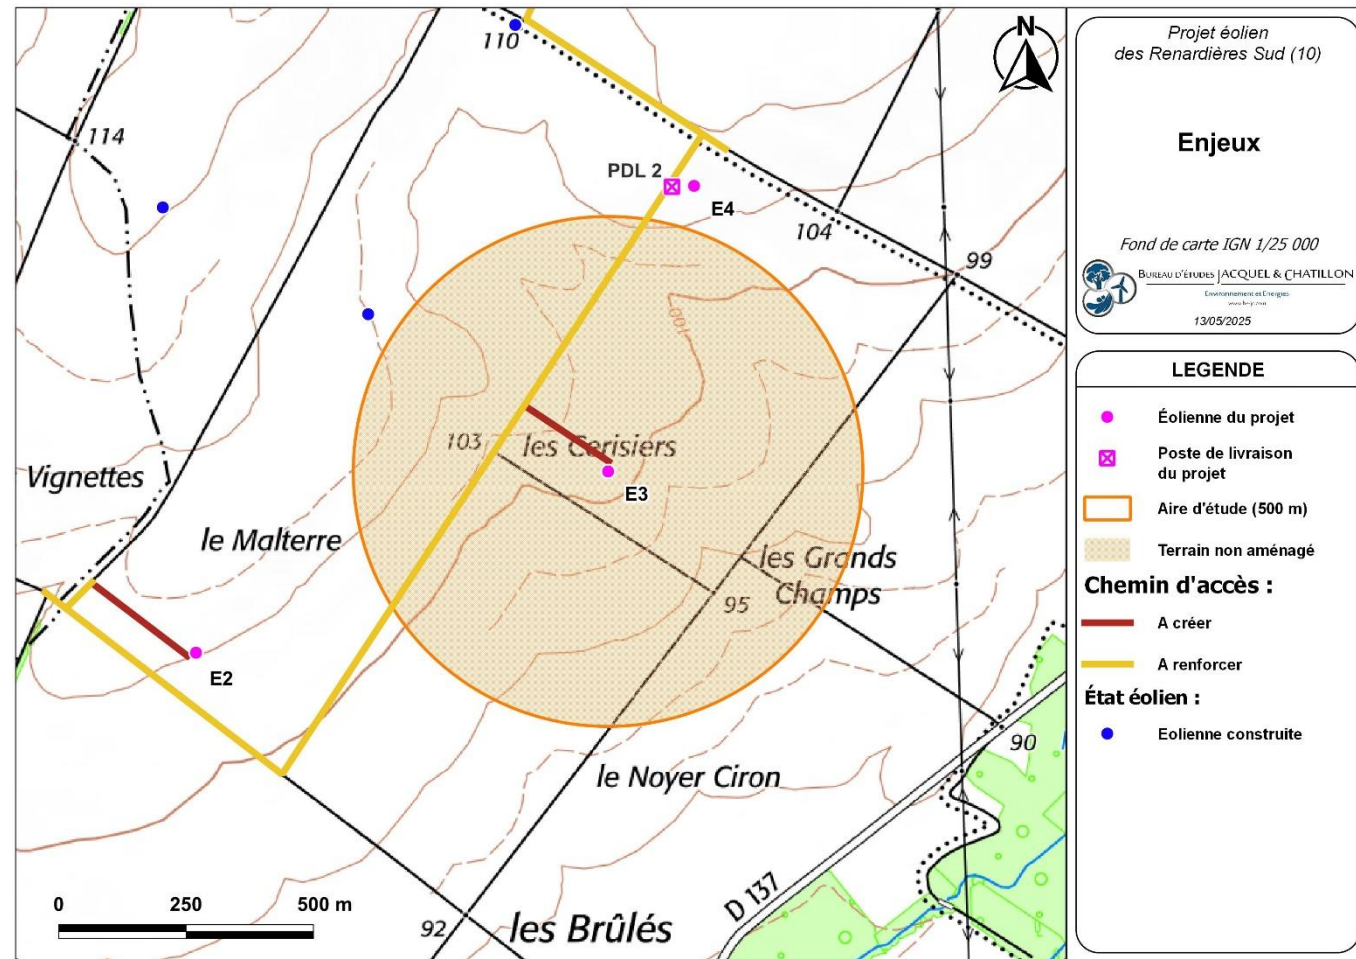 110
114
PDL 2
E4
104
99
100
103
les Cerisiers
E3
Vignettes
le Malterre
les Grands
Champs
95
E2
90
le Noyer Ciron
D 137
92
les Brûlés
0 250 500 m
N
Projet éolien
des Renardières Sud (10)
Enjeux
Fond de carte IGN 1/25 000
BUREAU D'ÉTUDES JACQUEL & CHATILLON
Environnement et Energies
13/05/2025
LEGENDE
Éolienne du projet
Poste de livraison
du projet
Aire d'étude (500 m)
Terrain non aménagé
Chemin d'accès :
A créer
A renforcer
État éolien :
Eolienne construite